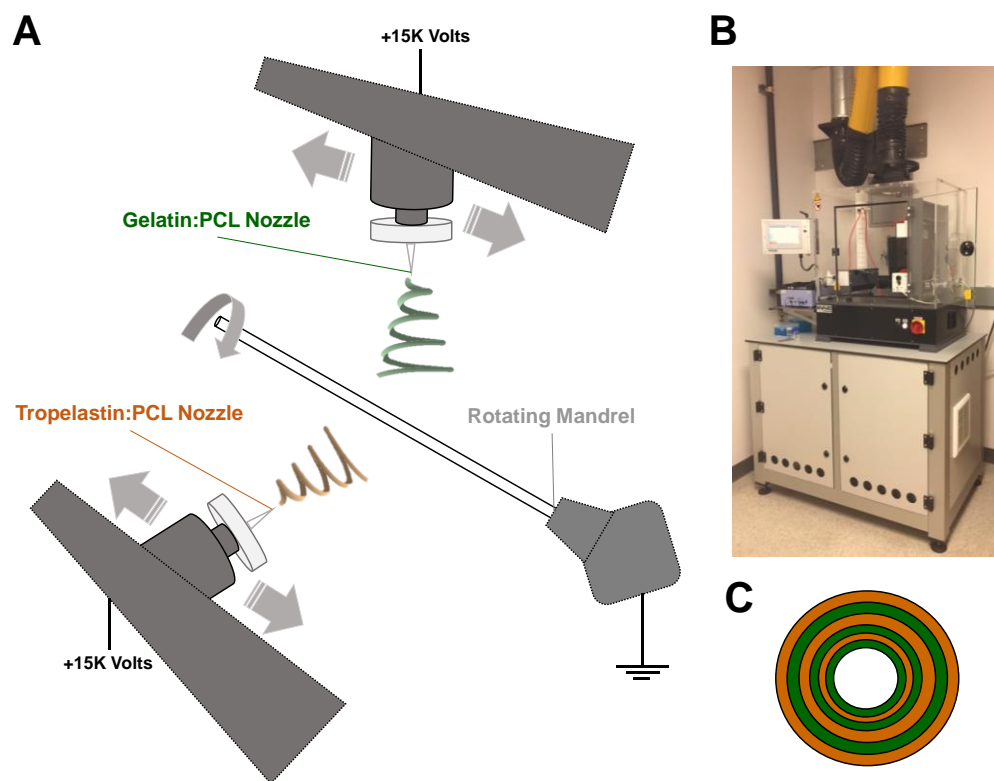 A
B
+15K Volts
Gelatin:PCL Nozzle
Tropelastin:PCL Nozzle
Rotating Mandrel
+15K Volts
C